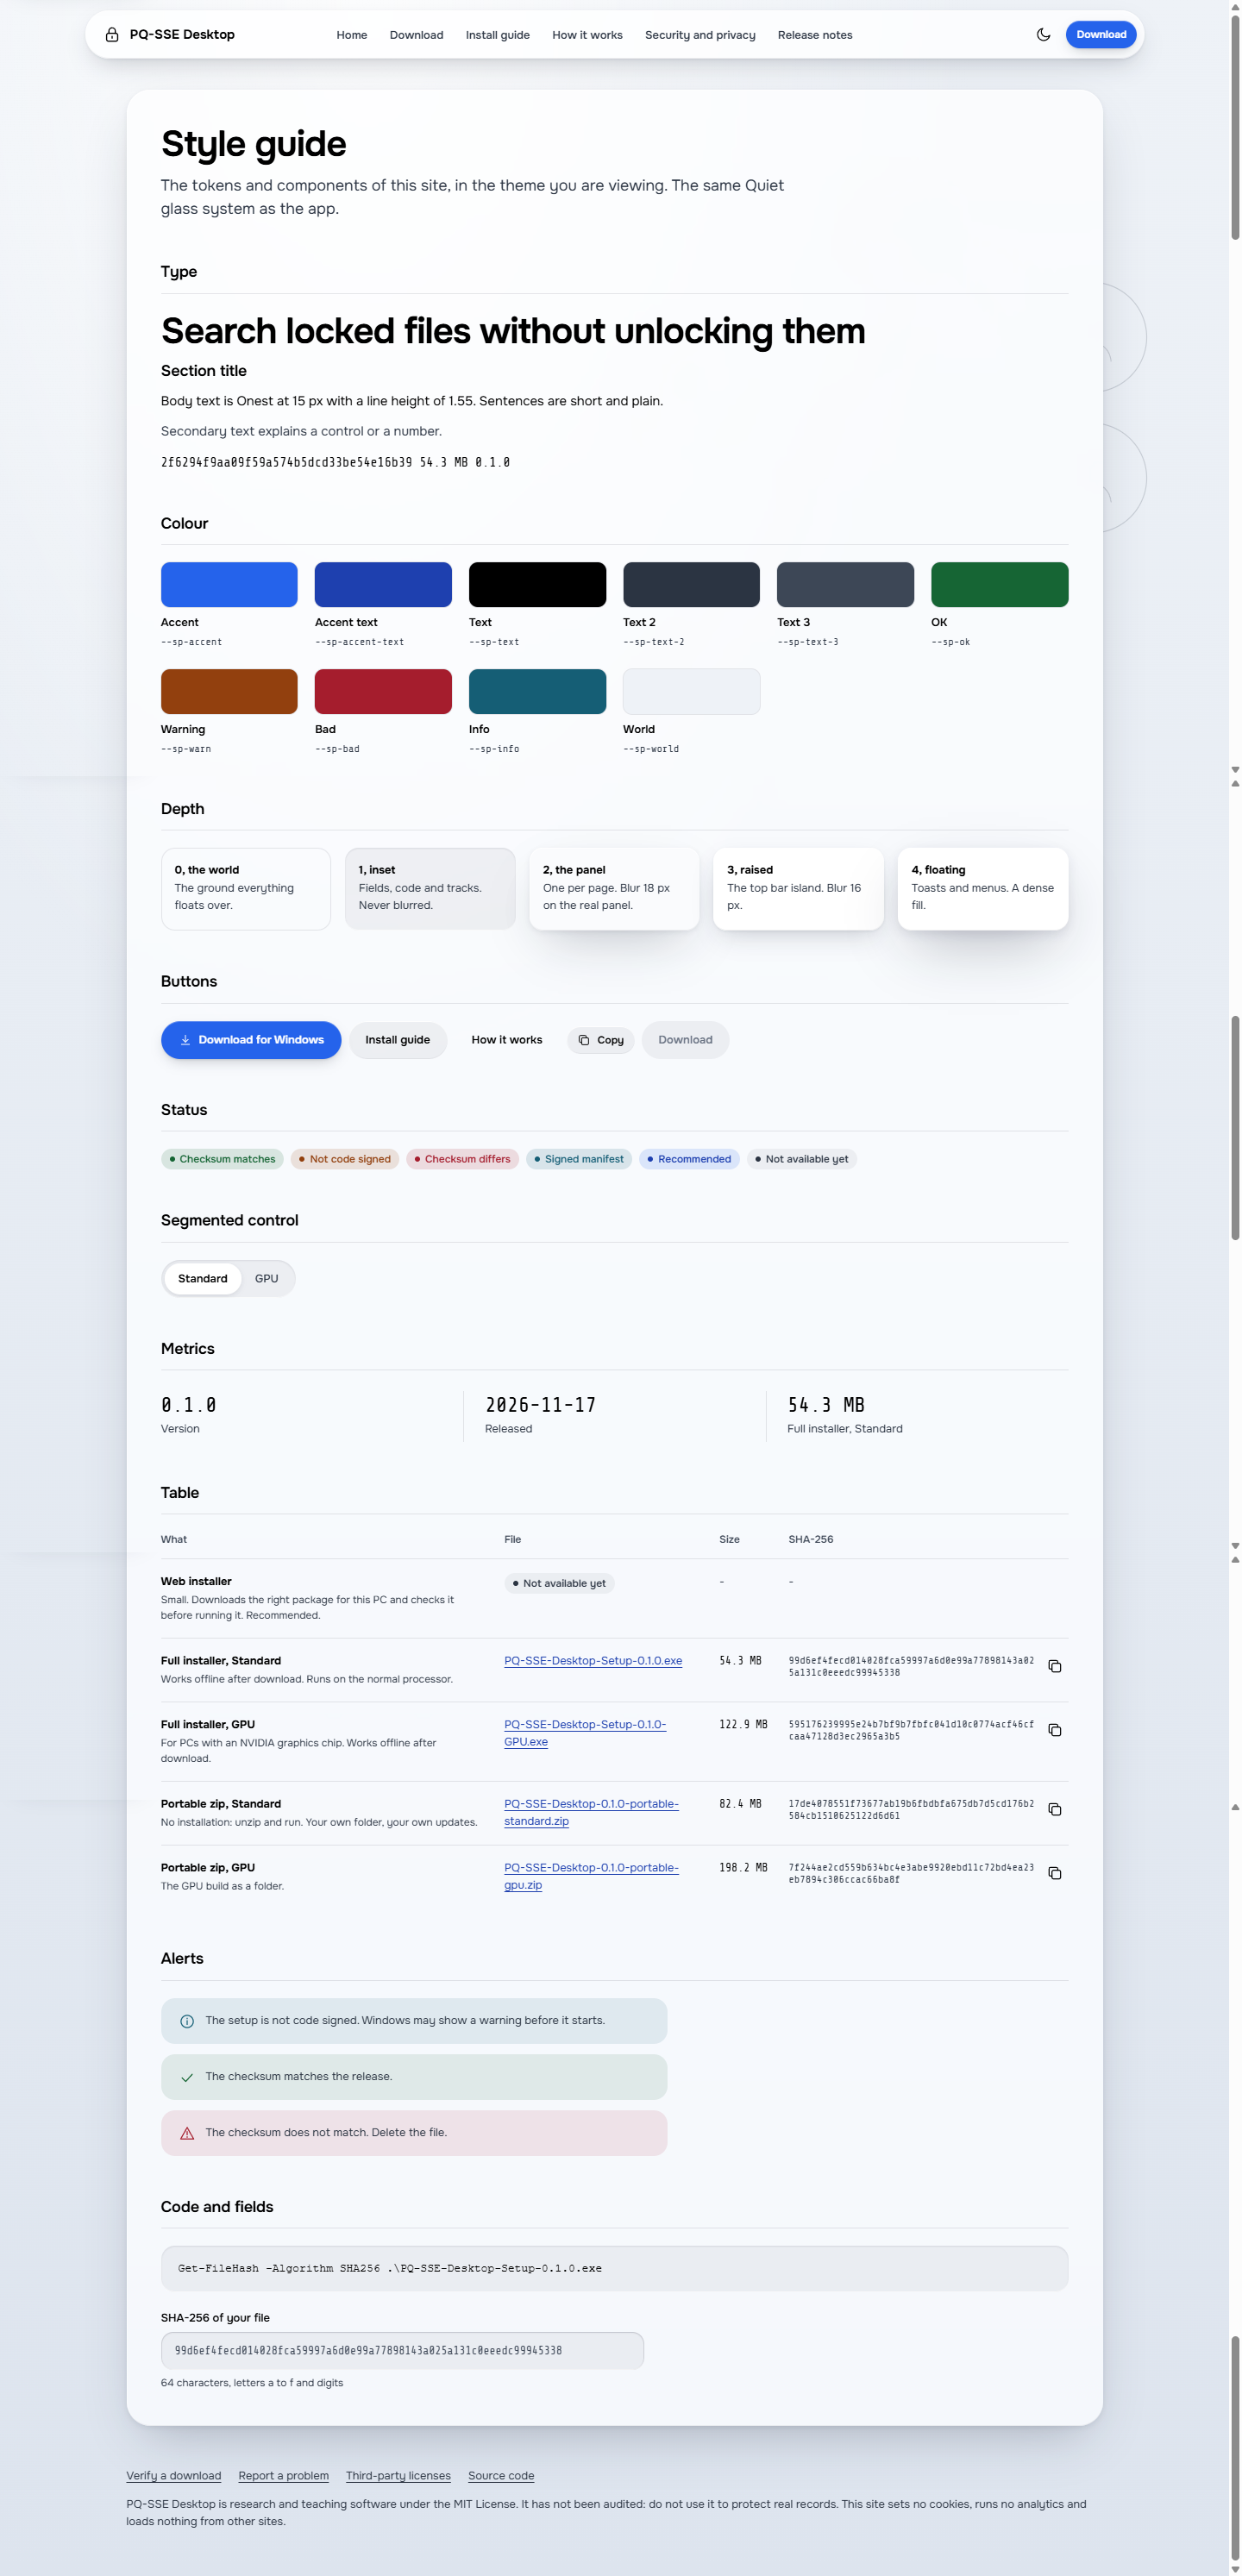 PQ-SSE Desktop
Home Download Install guide How it works Security and privacy Release notes
Download
Style guide
The tokens and components of this site, in the theme you are viewing. The same Quiet
glass system as the app.
Type
Search locked files without unlocking them
Section title
Body text is Onest at 15 px with a line height of 1.55. Sentences are short and plain.
Secondary text explains a control or a number.
2f6294f9aa09f59a574b5dcd33be54e16b39 54.3 MB 0.1.0
Colour
Accent Accent text Text Text 2 Text 3 OK
--sp-accent --sp-accent-text --sp-text --sp-text-2 --sp-text-3 --sp-ok
Warning Bad Info World
--sp-warn --sp-bad --sp-info --sp-world
Depth
0, the world
The ground everything
floats over.
1, inset
Fields, code and tracks.
Never blurred.
2, the panel
One per page. Blur 18 px
on the real panel.
3, raised
The top bar island. Blur 16
px.
4, floating
Toasts and menus. A dense
fill.
Buttons
Download for Windows Install guide How it works Copy Download
Status
Checksum matches Not code signed Checksum differs Signed manifest Recommended Not available yet
Segmented control
Standard GPU
Metrics
0.1.0 2026-11-17 54.3 MB
Version Released Full installer, Standard
Table
What File Size SHA-256
Web installer
Small. Downloads the right package for this PC and checks it
before running it. Recommended.
Not available yet - -
Full installer, Standard
Works offline after download. Runs on the normal processor.
PQ-SSE-Desktop-Setup-0.1.0.exe
54.3 MB
99d6ef4fecd014028fca59997a6d0e99a77898143a02
5a131c0eeedc99945338
Full installer, GPU
For PCs with an NVIDIA graphics chip. Works offline after
download.
PQ-SSE-Desktop-Setup-0.1.0-
GPU.exe
122.9 MB
595176239995e24b7bf9b7fbfc041d10c0774acf46cf
caa47128d3ec2965a3b5
Portable zip, Standard
No installation: unzip and run. Your own folder, your own updates.
PQ-SSE-Desktop-0.1.0-portable-
standard.zip
82.4 MB
17de4078551f73677ab19b6fbdbfa675db7d5cd176b2
584cb1510625122d6d61
Portable zip, GPU
The GPU build as a folder.
PQ-SSE-Desktop-0.1.0-portable-
gpu.zip
198.2 MB
7f244ae2cd559b634bc4e3abe9920ebd11c72bd4ea23
eb7894c306ccac66ba8f
Alerts
The setup is not code signed. Windows may show a warning before it starts.
The checksum matches the release.
The checksum does not match. Delete the file.
Code and fields
Get-FileHash -Algorithm SHA256 .\PQ-SSE-Desktop-Setup-0.1.0.exe
SHA-256 of your file
99d6ef4fecd014028fca59997a6d0e99a77898143a025a131c0eeedc99945338
64 characters, letters a to f and digits
Verify a download Report a problem Third-party licenses Source code
PQ-SSE Desktop is research and teaching software under the MIT License. It has not been audited: do not use it to protect real records. This site sets no cookies, runs no analytics and
loads nothing from other sites.